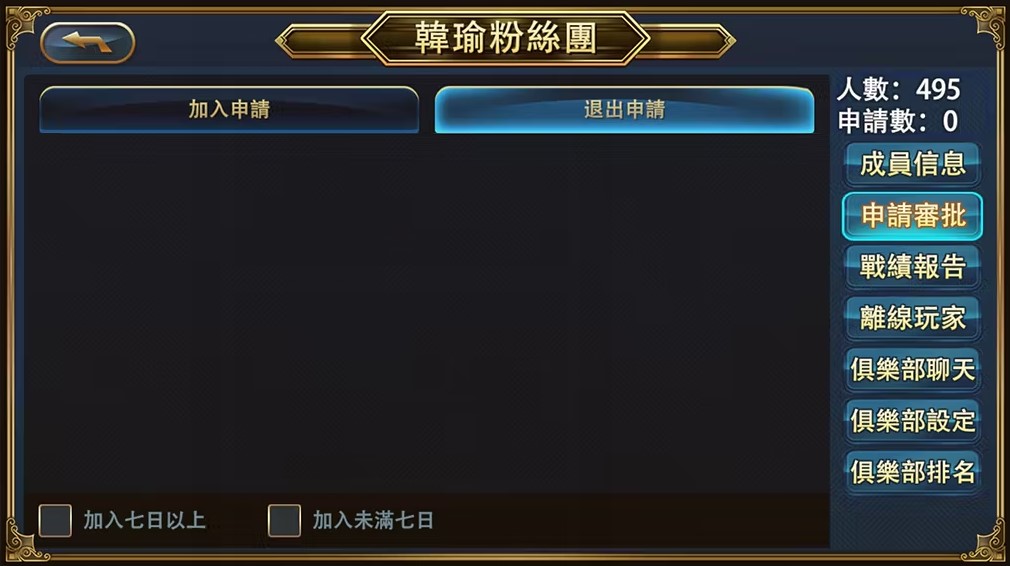 韓瑜粉絲團
加入申請
退出申請
人數：495
申請數：0
成員信息
申請審批
戰績報告
離線玩家
俱樂部聊天
俱樂部設定
俱樂部排名
加入七日以上
加入未滿七日